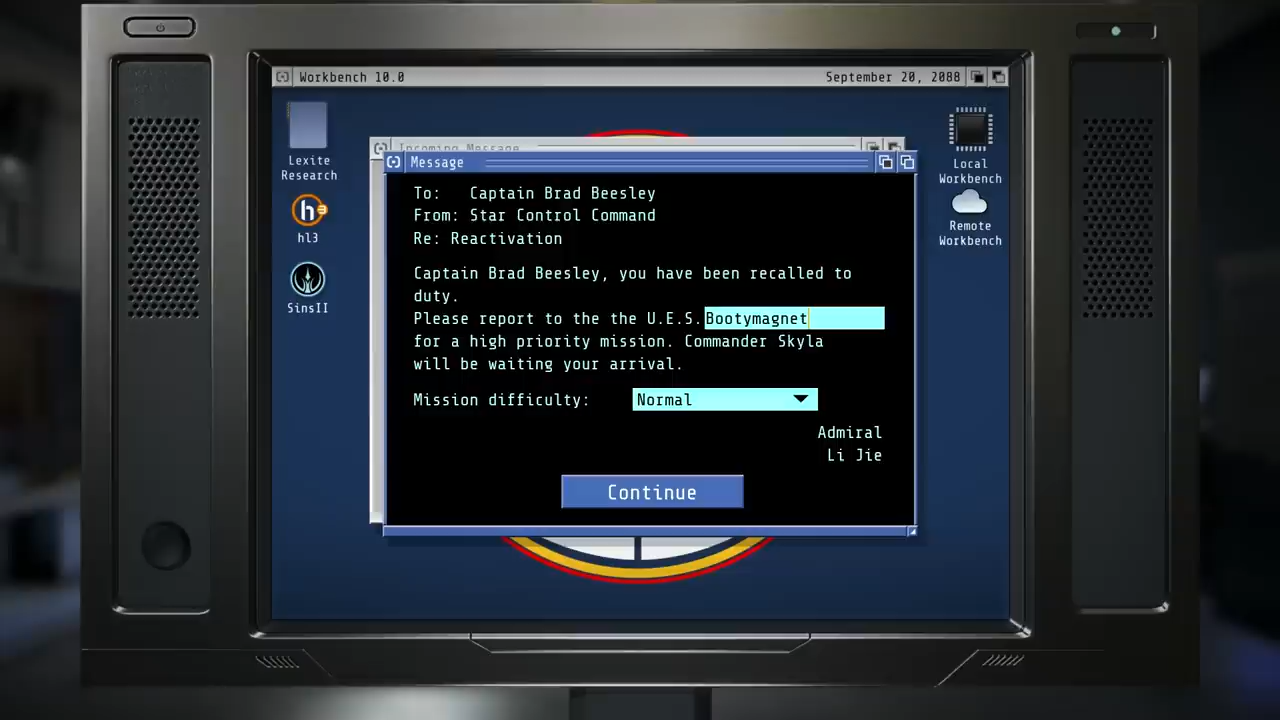 Workbench 10.0
September 20, 2088
Lexite
Research
h3
hl3
SinsII
Local
Workbench
Remote
Workbench
Incoming Message
Message
To: Captain Brad Beesley
From: Star Control Command
Re: Reactivation
Captain Brad Beesley, you have been recalled to
duty.
Please report to the the U.E.S. Bootymagnet
for a high priority mission. Commander Skyla
will be waiting your arrival.
Mission difficulty: Normal
Admiral
Li Jie
Continue